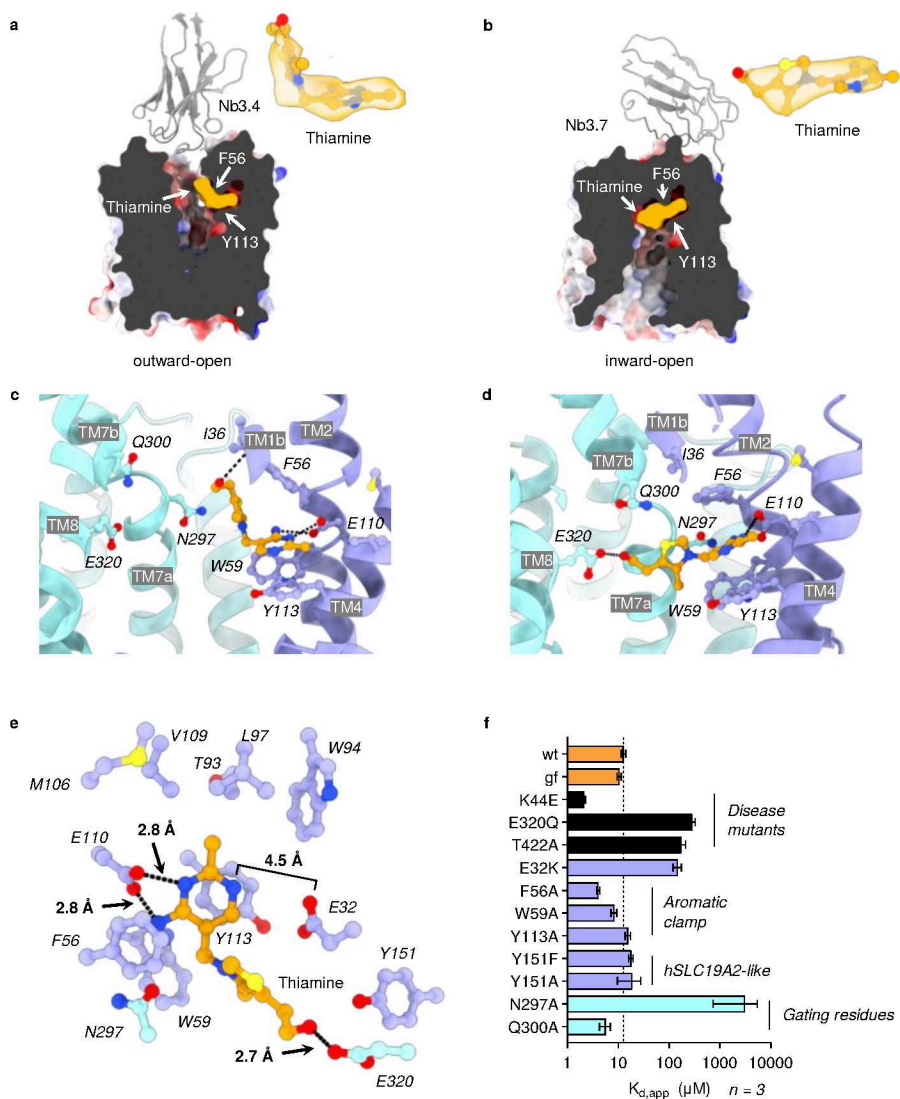 a
Nb3.4
Thiamine
F56
Thiamine
Y113
outward-open
b
Nb3.7
Thiamine
F56
Thiamine
Y113
inward-open
c
TM7b
Q300
I36
TM1b
TM2
F56
TM8
E320
N297
E110
TM7a
W59
Y113
TM4
d
TM7b
I36
TM2
F56
Q300
E110
E320
N297
TM8
TM7a
W59
Y113
TM4
e
V109
L97
W94
T93
M106
E110
2.8 Å
4.5 Å
2.8 Å
E32
F56
Y113
Y151
Thiamine
N297
W59
2.7 Å
E320
f
wt
gf
K44E
E320Q
Disease mutants
T422A
E32K
F56A
W59A
Aromatic clamp
Y113A
Y151F
hSLC19A2-like
Y151A
N297A
Gating residues
Q300A
1 10 100 1000 10000
Kd,app (µM) n = 3